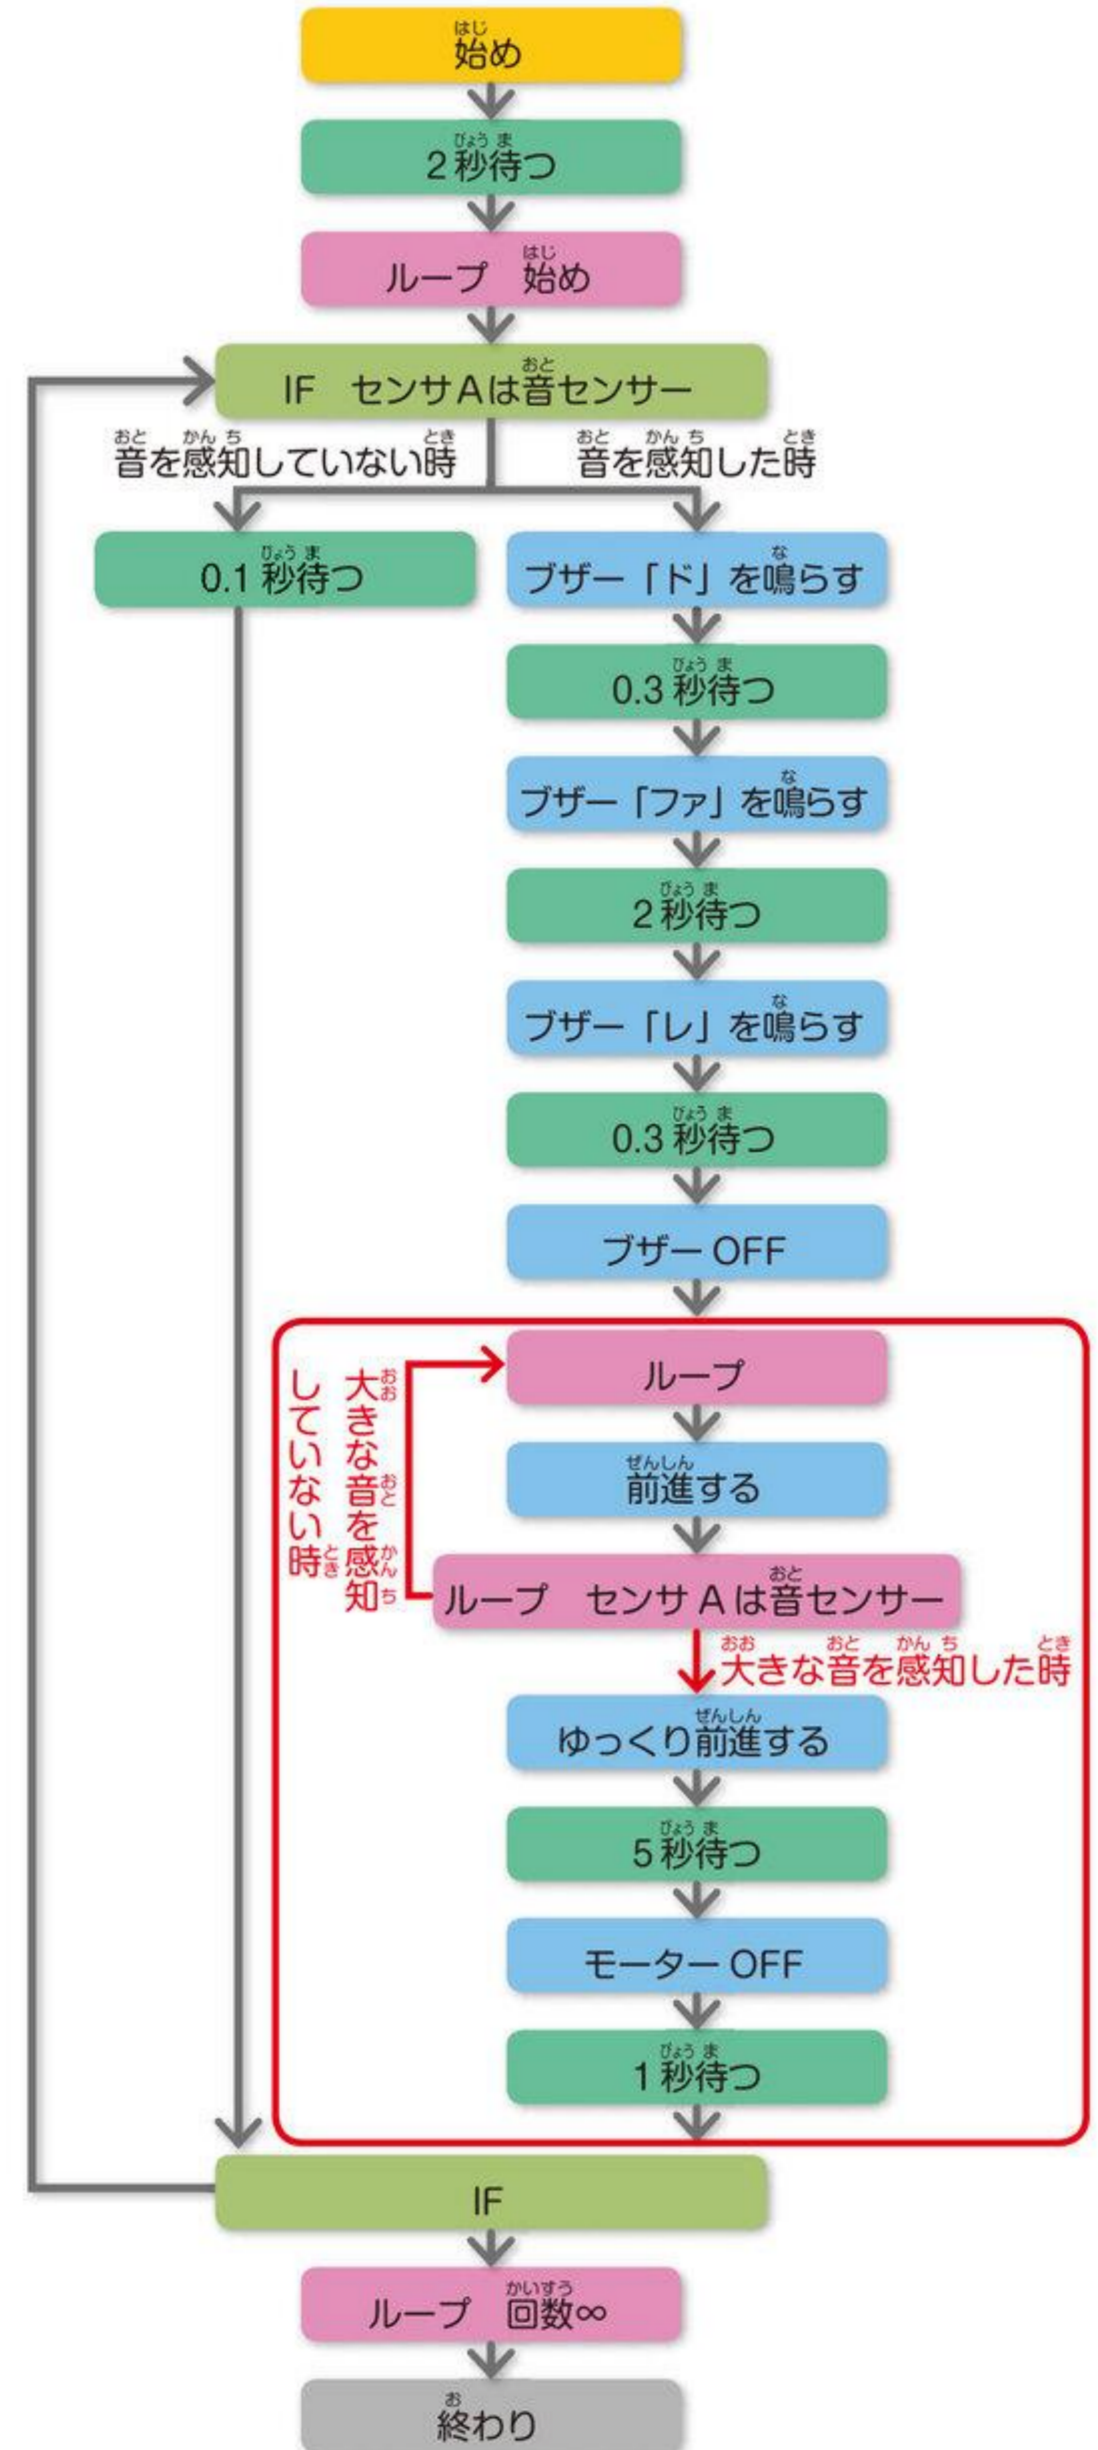 始め
2秒待つ
ループ　始め
IF　センサAは音センサー
音を感知していない時
音を感知した時
0.1秒待つ
ブザー「ド」を鳴らす
0.3秒待つ
ブザー「ファ」を鳴らす
2秒待つ
ブザー「レ」を鳴らす
0.3秒待つ
ブザーOFF
ループ
大きな音を感知
していない時
前進する
ループ　センサAは音センサー
大きな音を感知した時
ゆっくり前進する
5秒待つ
モーターOFF
1秒待つ
IF
ループ　回数∞
終わり